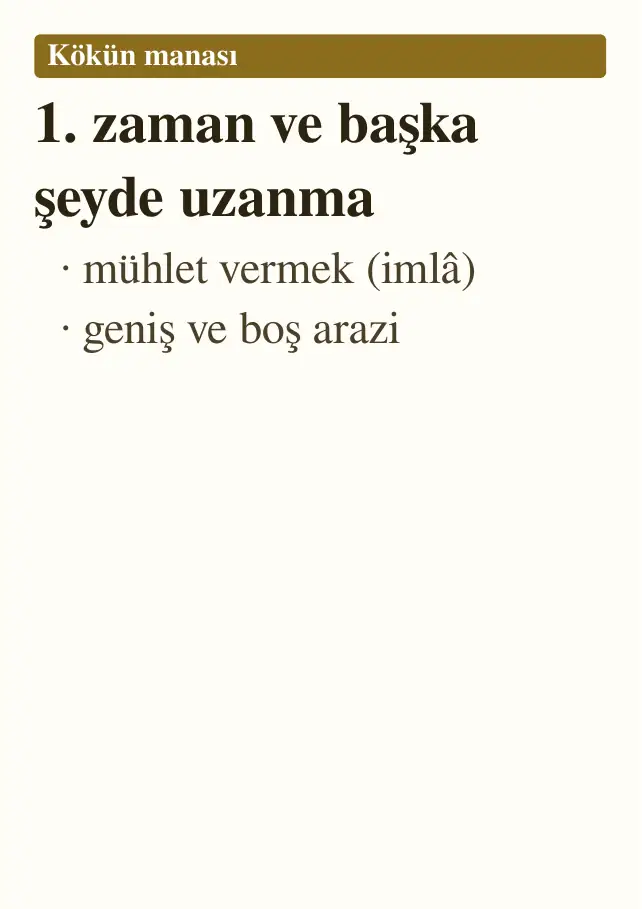 Kökün manası
1. zaman ve başka
şeyde uzanma
· mühlet vermek (imlâ)
· geniş ve boş arazi